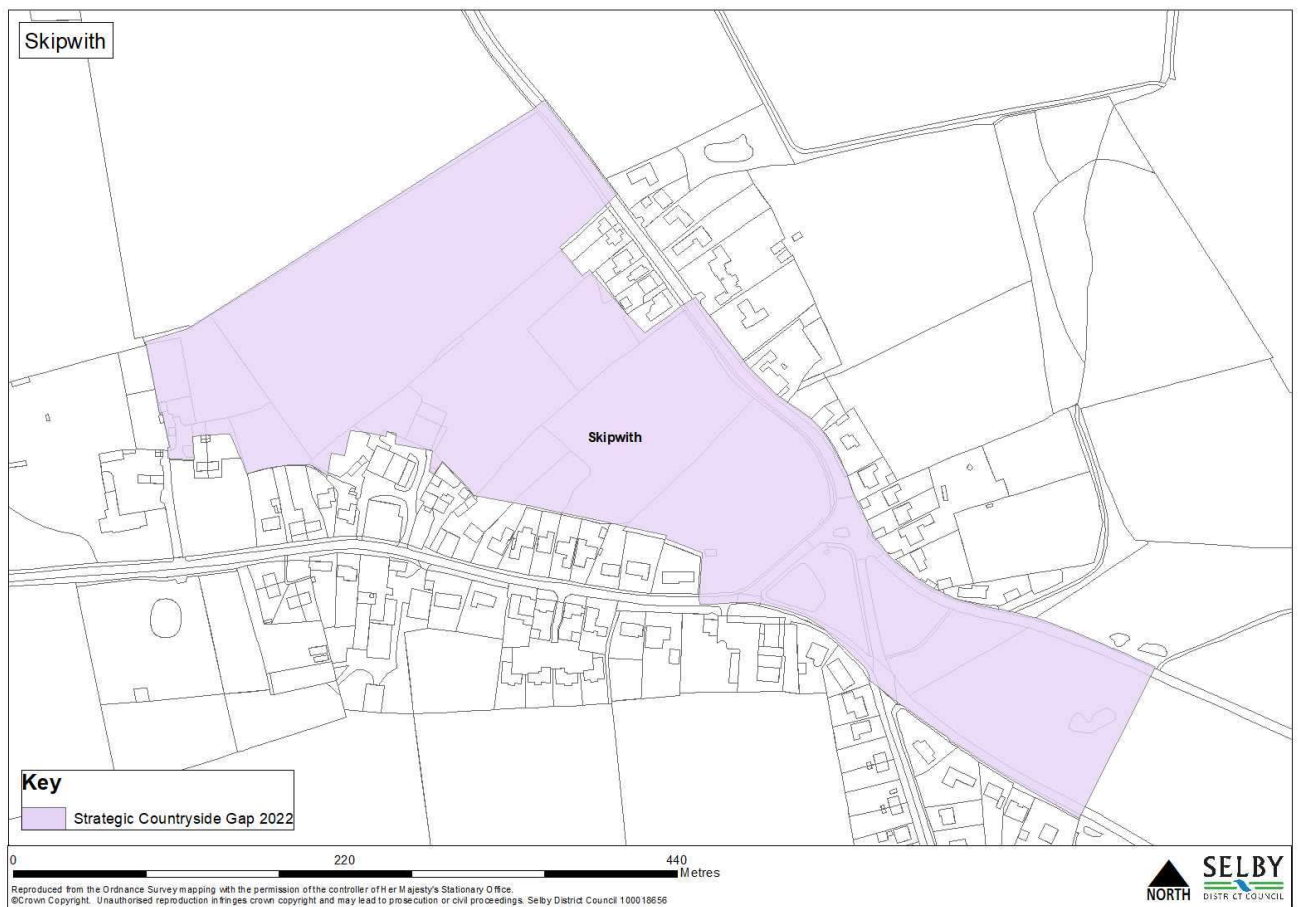 Skipwith
Skipwith
Key
Strategic Countryside Gap 2022
0 220 440
Metres
Reproduced from the Ordnance Survey mapping with the permission of the controller of Her Majesty's Stationary Office.
©Crown Copyright. Unauthorised reproduction infringes crown copyright and may lead to prosecution or civil proceedings. Selby District Council 100018656
NORTH
SELBY
DISTRICT COUNCIL